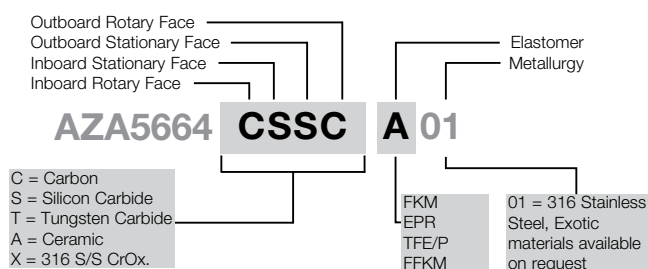 Outboard Rotary Face
Outboard Stationary Face
Inboard Stationary Face
Inboard Rotary Face
Elastomer
Metallurgy
AZA5664 CSSC A 01
C = Carbon
S = Silicon Carbide
T = Tungsten Carbide
A = Ceramic
X = 316 S/S CrOx.
FKM
EPR
TFE/P
FFKM
01 = 316 Stainless
Steel, Exotic
materials available
on request